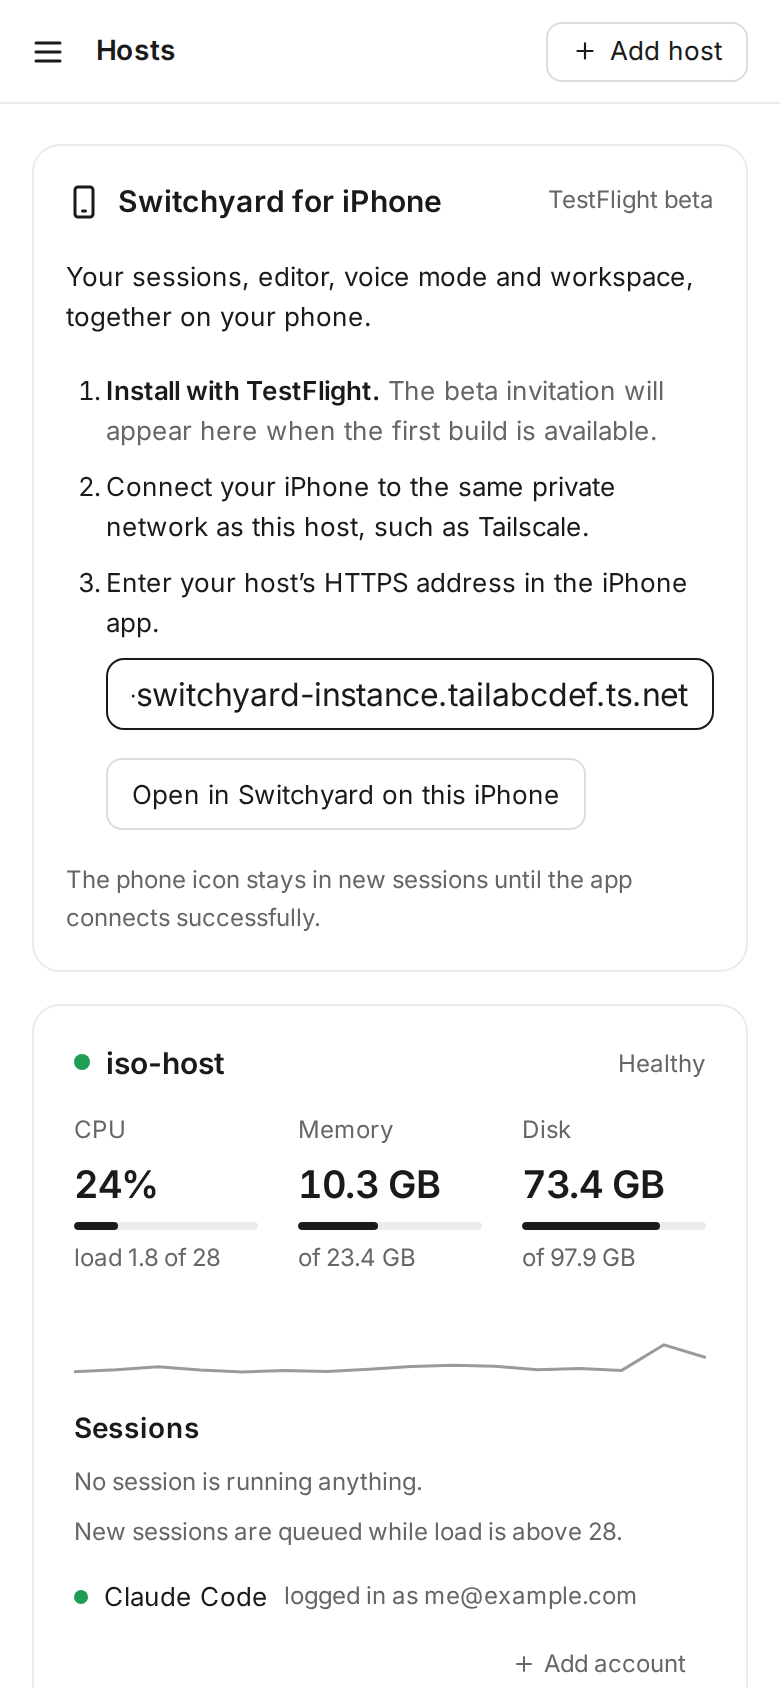 Hosts
+ Add host
Switchyard for iPhone
TestFlight beta
Your sessions, editor, voice mode and workspace,
together on your phone.
1. Install with TestFlight. The beta invitation will
appear here when the first build is available.
2. Connect your iPhone to the same private
network as this host, such as Tailscale.
3. Enter your host’s HTTPS address in the iPhone
app.
switchyard-instance.tailabcdef.ts.net
Open in Switchyard on this iPhone
The phone icon stays in new sessions until the app
connects successfully.
iso-host
Healthy
CPU
Memory
Disk
24%
10.3 GB
73.4 GB
load 1.8 of 28
of 23.4 GB
of 97.9 GB
Sessions
No session is running anything.
New sessions are queued while load is above 28.
Claude Code logged in as me@example.com
+ Add account